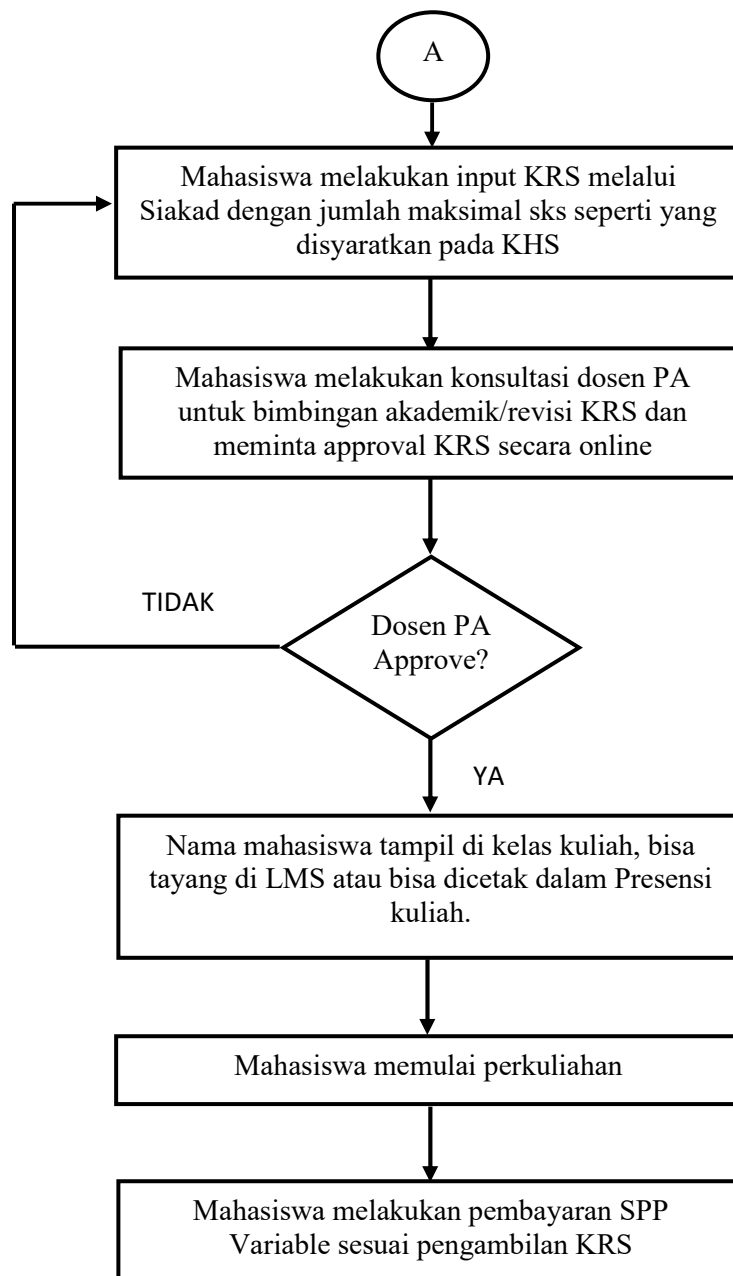 A
Mahasiswa melakukan input KRS melalui
Siakad dengan jumlah maksimal sks seperti yang
disyaratkan pada KHS
Mahasiswa melakukan konsultasi dosen PA
untuk bimbingan akademik/revisi KRS dan
meminta approval KRS secara online
TIDAK
Dosen PA
Approve?
YA
Nama mahasiswa tampil di kelas kuliah, bisa
tayang di LMS atau bisa dicetak dalam Presensi
kuliah.
Mahasiswa memulai perkuliahan
Mahasiswa melakukan pembayaran SPP
Variable sesuai pengambilan KRS